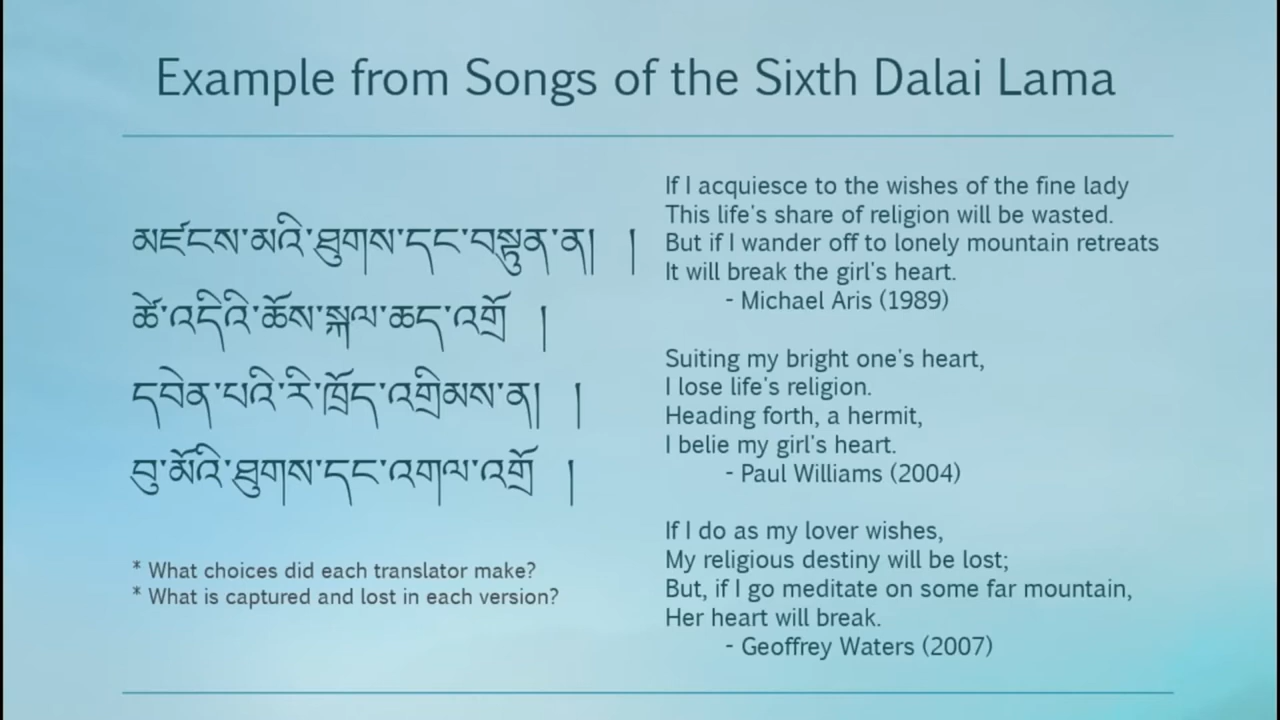 Example from Songs of the Sixth Dalai Lama
མཛངས་མའི་ཐུགས་དང་བསྟུན་ན། །
ཚེ་འདིའི་ཆོས་སྐལ་ཆད་འགྲོ །
དབེན་པའི་རི་ཁྲོད་འགྲིམས་ན། །
བུ་མོའི་ཐུགས་དང་འགལ་འགྲོ །
* What choices did each translator make?
* What is captured and lost in each version?
If I acquiesce to the wishes of the fine lady
This life's share of religion will be wasted.
But if I wander off to lonely mountain retreats
It will break the girl's heart.
- Michael Aris (1989)
Suiting my bright one's heart,
I lose life's religion.
Heading forth, a hermit,
I belie my girl's heart.
- Paul Williams (2004)
If I do as my lover wishes,
My religious destiny will be lost;
But, if I go meditate on some far mountain,
Her heart will break.
- Geoffrey Waters (2007)